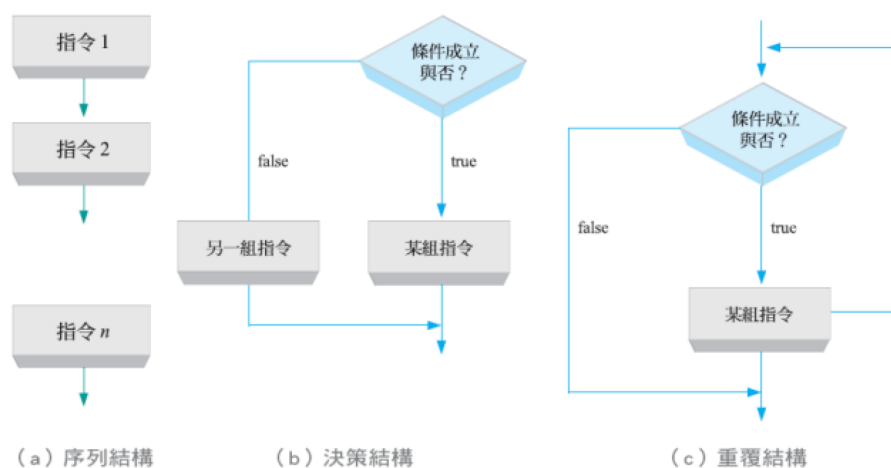 指令 1
指令 2
指令 n
(a) 序列結構
條件成立
與否？
false
true
另一組指令
某組指令
(b) 決策結構
條件成立
與否？
false
true
某組指令
(c) 重覆結構